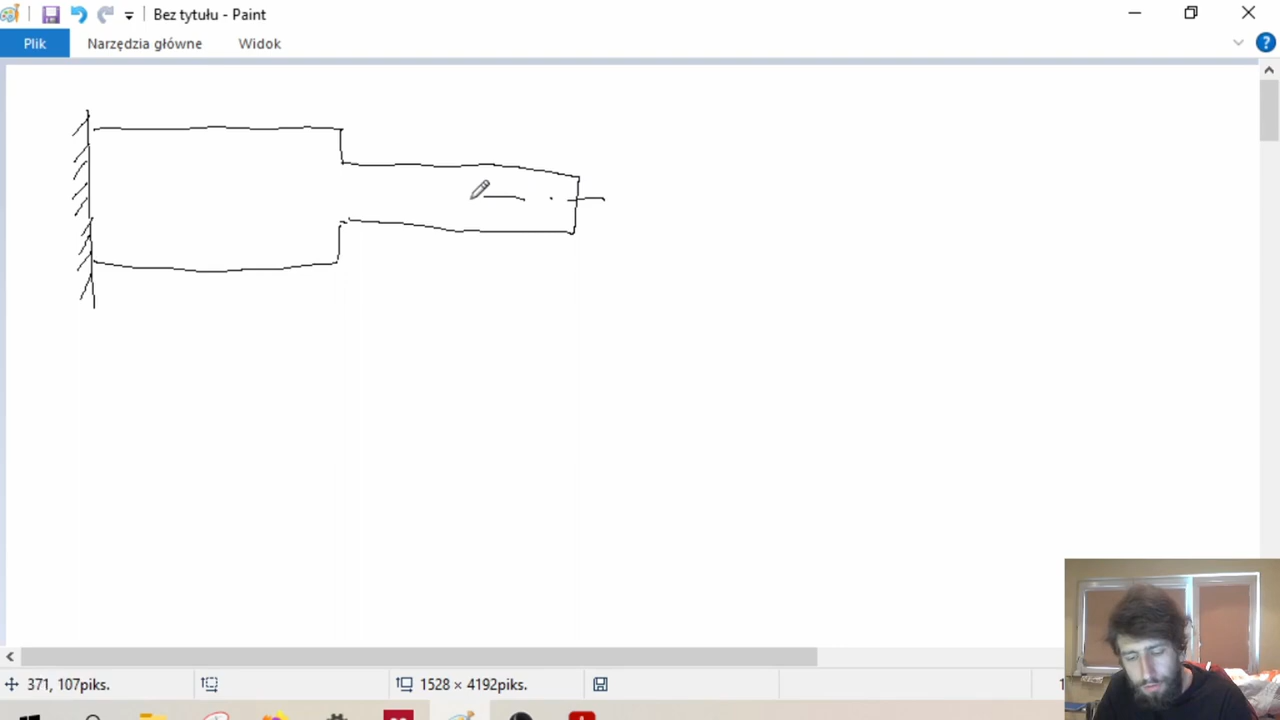 Bez tytułu - Paint
Plik Narzędzia główne Widok
371, 107piks. 1528 × 4192piks.